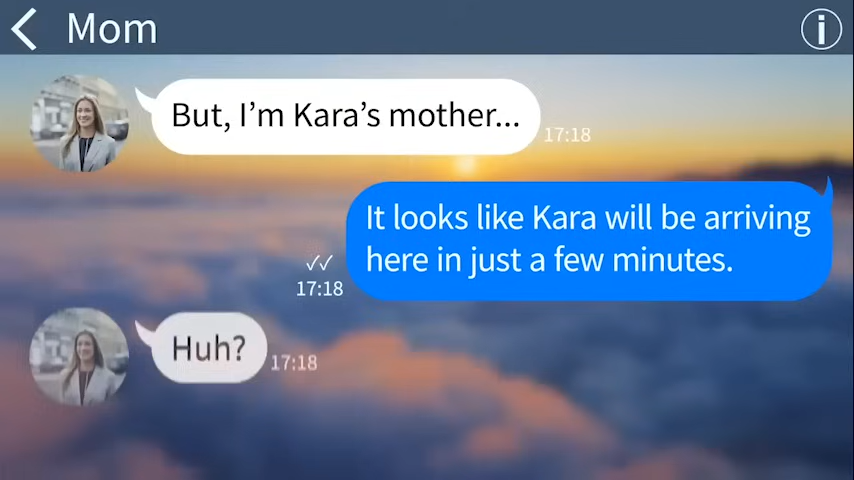 Mom
But, I’m Kara’s mother...
17:18
It looks like Kara will be arriving
here in just a few minutes.
17:18
Huh?
17:18